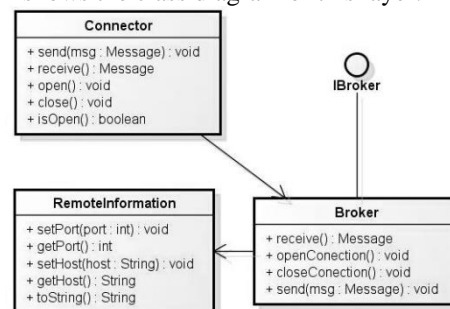 Connector
+ send(msg : Message) : void
+ receive() : Message
+ open() : void
+ close() : void
+ isOpen() : boolean
IBroker
RemoteInformation
+ setPort(port : int) : void
+ getPort() : int
+ setHost(host : String) : void
+ getHost() : String
+ toString() : String
Broker
+ receive() : Message
+ openConection() : void
+ closeConection() : void
+ send(msg : Message) : void